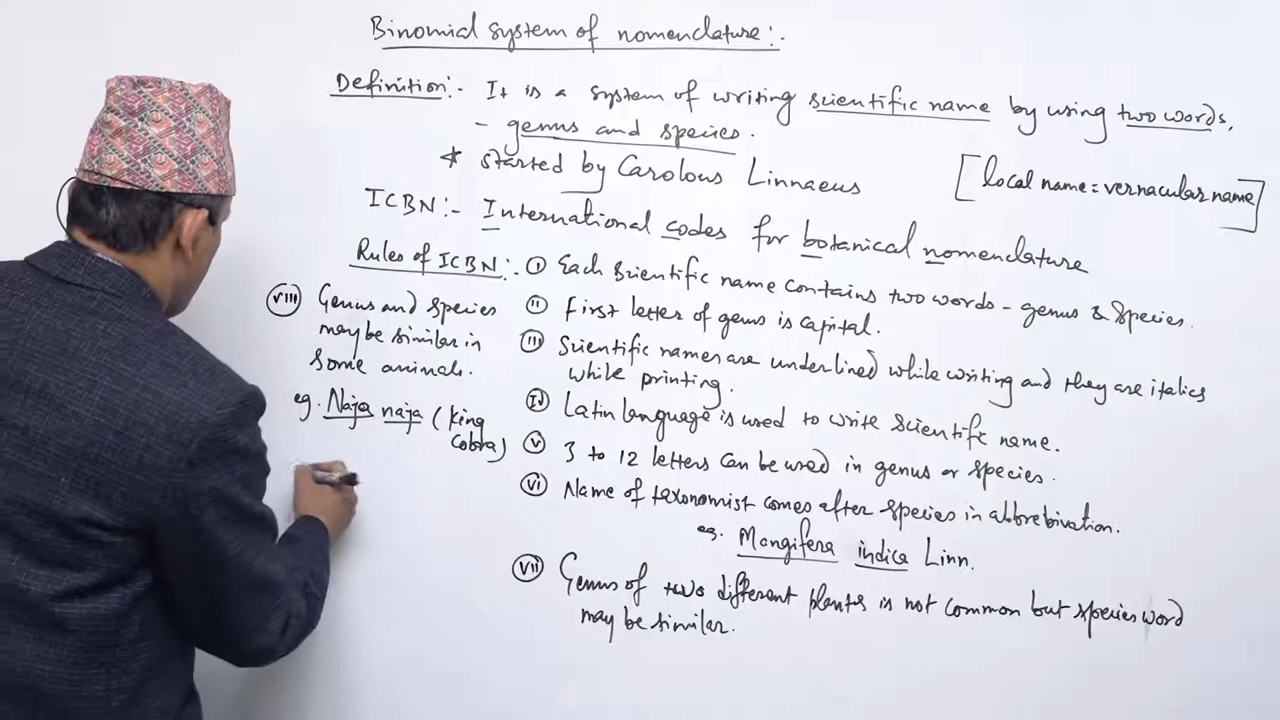 Binomial system of nomenclature:-
Definition:- It is a system of writing scientific name by using two words,
- genus and species.
* started by Carolous Linnaeus
[local name = vernacular name]
ICBN:- International codes for botanical nomenclature
Rules of ICBN:- (i) Each scientific name contains two words - genus & species.
(ii) First letter of genus is capital.
(iii) Scientific names are underlined while writing and they are italics
while printing.
(iv) Latin language is used to write scientific name.
(v) 3 to 12 letters can be used in genus or species.
(vi) Name of taxonomist comes after species in abbrebivation.
eg. Mangifera indica Linn.
(vii) Genus of two different plants is not common but species word
may be similar.
(viii) Genus and species
may be similar in
some animals.
eg. Naja naja (King
Cobra)